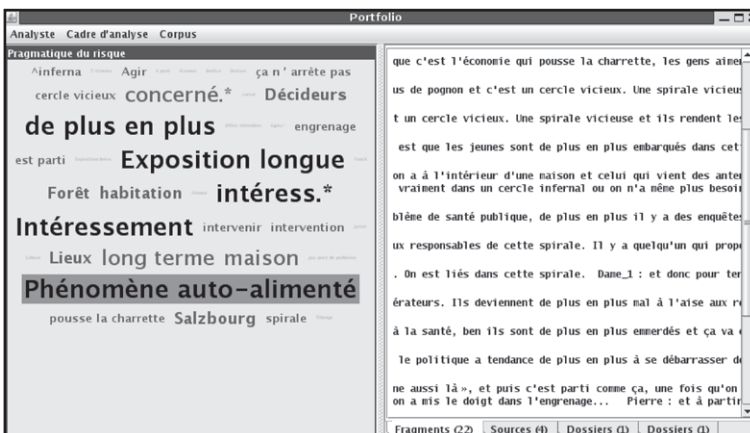 Portfolio
Analyste Cadre d'analyse Corpus
Pragmatique du risque
^inferna Agir ça n ' arrête pas
cercle vicieux concerné.* Décideurs
de plus en plus engrenage
est parti Exposition longue
Forêt habitation intéress.*
Intéressement intervenir intervention
Lieux long terme maison
Phénomène auto-alimenté
pousse la charrette Salzbourg spirale
que c'est l'économie qui pousse la charrette, les gens aimer
us de pognon et c'est un cercle vicieux. Une spirale vicieus
t un cercle vicieux. Une spirale vicieuse et ils rendent les
est que les jeunes sont de plus en plus embarqués dans cet
on a à l'intérieur d'une maison et celui qui vient des anten
vraiment dans un cercle infernal ou on n'a même plus besoin
blème de santé publique, de plus en plus il y a des enquêtes
ux responsables de cette spirale. Il y a quelqu'un qui prop
. On est liés dans cette spirale. Dame_1 : et donc pour ter
érateurs. Ils deviennent de plus en plus mal à l'aise aux r
à la santé, ben ils sont de plus en plus emmerdés et ça va
le politique a tendance de plus en plus à se débarrasser d
ne aussi là », et puis c'est parti comme ça, une fois qu'on
on a mis le doigt dans l'engrenage... Pierre : et à partir
Fragments (22) Sources (4) Dossiers (1) Dossiers (1)